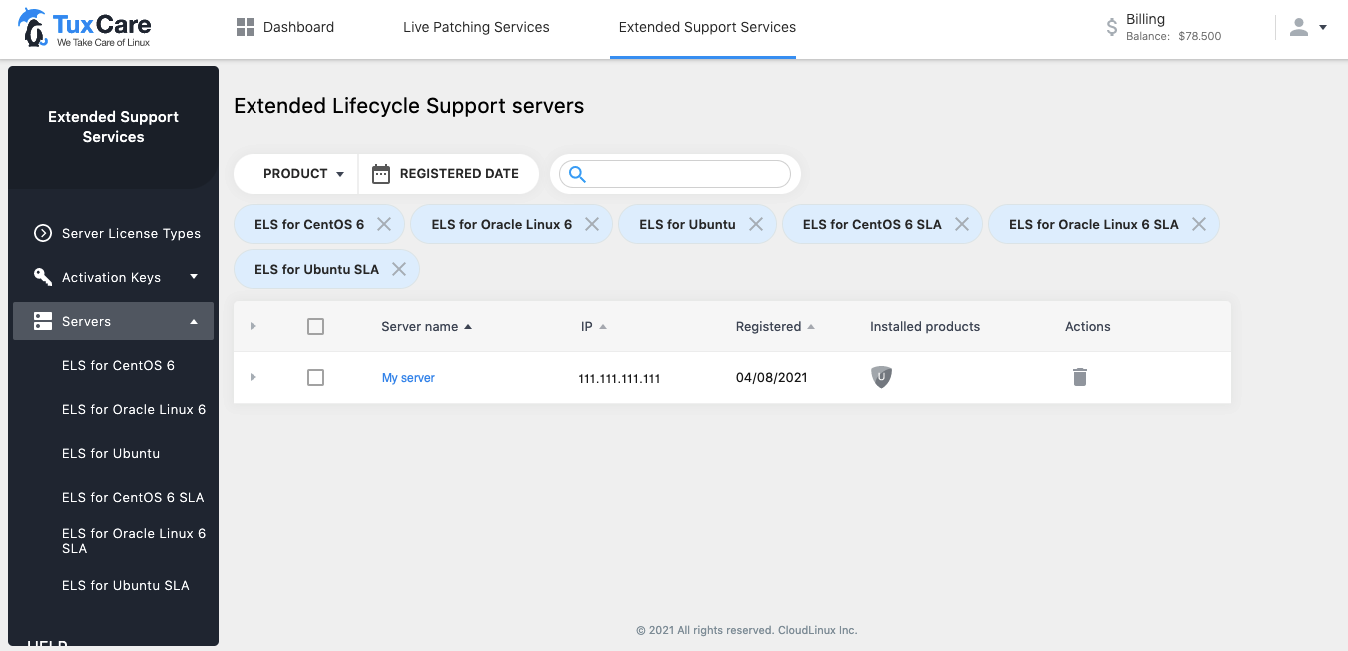 TuxCare
We Take Care of Linux
Dashboard
Live Patching Services
Extended Support Services
Billing
Balance: $78.500
Extended Support
Services
Server License Types
Activation Keys
Servers
ELS for CentOS 6
ELS for Oracle Linux 6
ELS for Ubuntu
ELS for CentOS 6 SLA
ELS for Oracle Linux 6
SLA
ELS for Ubuntu SLA
HELP
Extended Lifecycle Support servers
PRODUCT
REGISTERED DATE
ELS for CentOS 6
ELS for Oracle Linux 6
ELS for Ubuntu
ELS for CentOS 6 SLA
ELS for Oracle Linux 6 SLA
ELS for Ubuntu SLA
Server name
IP
Registered
Installed products
Actions
My server
111.111.111.111
04/08/2021
U
© 2021 All rights reserved. CloudLinux Inc.